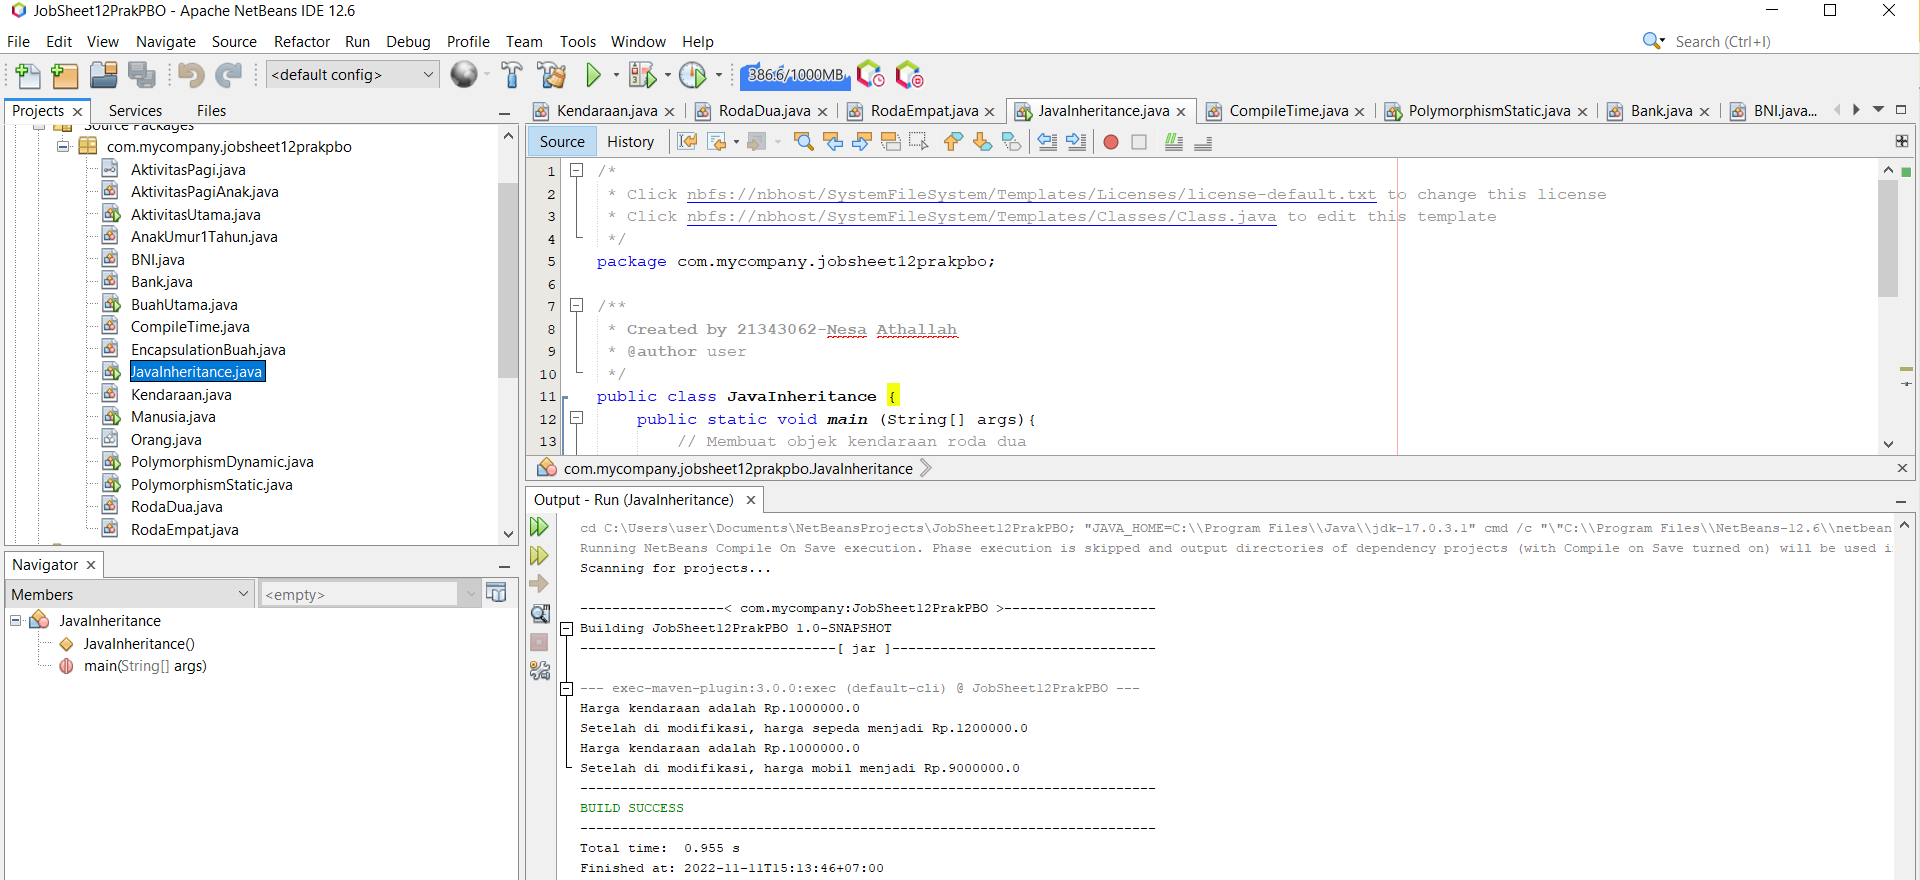 JobSheet12PrakPBO - Apache NetBeans IDE 12.6
File Edit View Navigate Source Refactor Run Debug Profile Team Tools Window Help
Search (Ctrl+I)
<default config>
386.6/1000MB
Projects Services Files
Source Packages
com.mycompany.jobsheet12prakpbo
AktivitasPagi.java
AktivitasPagiAnak.java
AktivitasUtama.java
AnakUmur1Tahun.java
BNI.java
Bank.java
BuahUtama.java
CompileTime.java
EncapsulationBuah.java
JavaInheritance.java
Kendaraan.java
Manusia.java
Orang.java
PolymorphismDynamic.java
PolymorphismStatic.java
RodaDua.java
RodaEmpat.java
Navigator
Members
<empty>
JavaInheritance
JavaInheritance()
main(String[] args)
Kendaraan.java RodaDua.java RodaEmpat.java JavaInheritance.java CompileTime.java PolymorphismStatic.java Bank.java BNI.java...
Source History
1 /*
2 * Click nbfs://nbhost/SystemFileSystem/Templates/Licenses/license-default.txt to change this license
3 * Click nbfs://nbhost/SystemFileSystem/Templates/Classes/Class.java to edit this template
4 */
5 package com.mycompany.jobsheet12prakpbo;
6
7 /**
8 * Created by 21343062-Nesa Athallah
9 * @author user
10 */
11 public class JavaInheritance {
12 public static void main (String[] args){
13 // Membuat objek kendaraan roda dua
com.mycompany.jobsheet12prakpbo.JavaInheritance
Output - Run (JavaInheritance)
cd C:\Users\user\Documents\NetBeansProjects\JobSheet12PrakPBO; "JAVA_HOME=C:\\Program Files\\Java\\jdk-17.0.3.1" cmd /c "\"C:\\Program Files\\NetBeans-12.6\\netbean
Running NetBeans Compile On Save execution. Phase execution is skipped and output directories of dependency projects (with Compile on Save turned on) will be used i
Scanning for projects...
------------------< com.mycompany:JobSheet12PrakPBO >-------------------
Building JobSheet12PrakPBO 1.0-SNAPSHOT
--------------------------------[ jar ]---------------------------------
--- exec-maven-plugin:3.0.0:exec (default-cli) @ JobSheet12PrakPBO ---
Harga kendaraan adalah Rp.1000000.0
Setelah di modifikasi, harga sepeda menjadi Rp.1200000.0
Harga kendaraan adalah Rp.1000000.0
Setelah di modifikasi, harga mobil menjadi Rp.9000000.0
------------------------------------------------------------------------
BUILD SUCCESS
------------------------------------------------------------------------
Total time:  0.955 s
Finished at: 2022-11-11T15:13:46+07:00